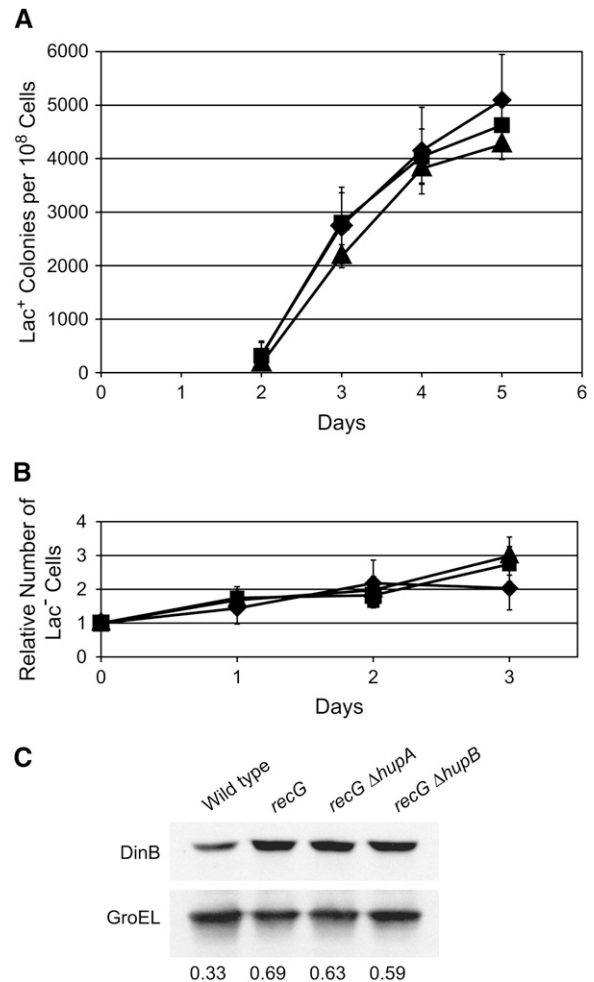 A
6000
5000
4000
3000
2000
1000
0
Lac⁺ Colonies per 10⁸ Cells
0 1 2 3 4 5 6
Days
B
4
3
2
1
0
Relative Number of
Lac⁻ Cells
0 1 2 3
Days
C
Wild type recG recG ΔhupA recG ΔhupB
DinB
GroEL
0.33 0.69 0.63 0.59